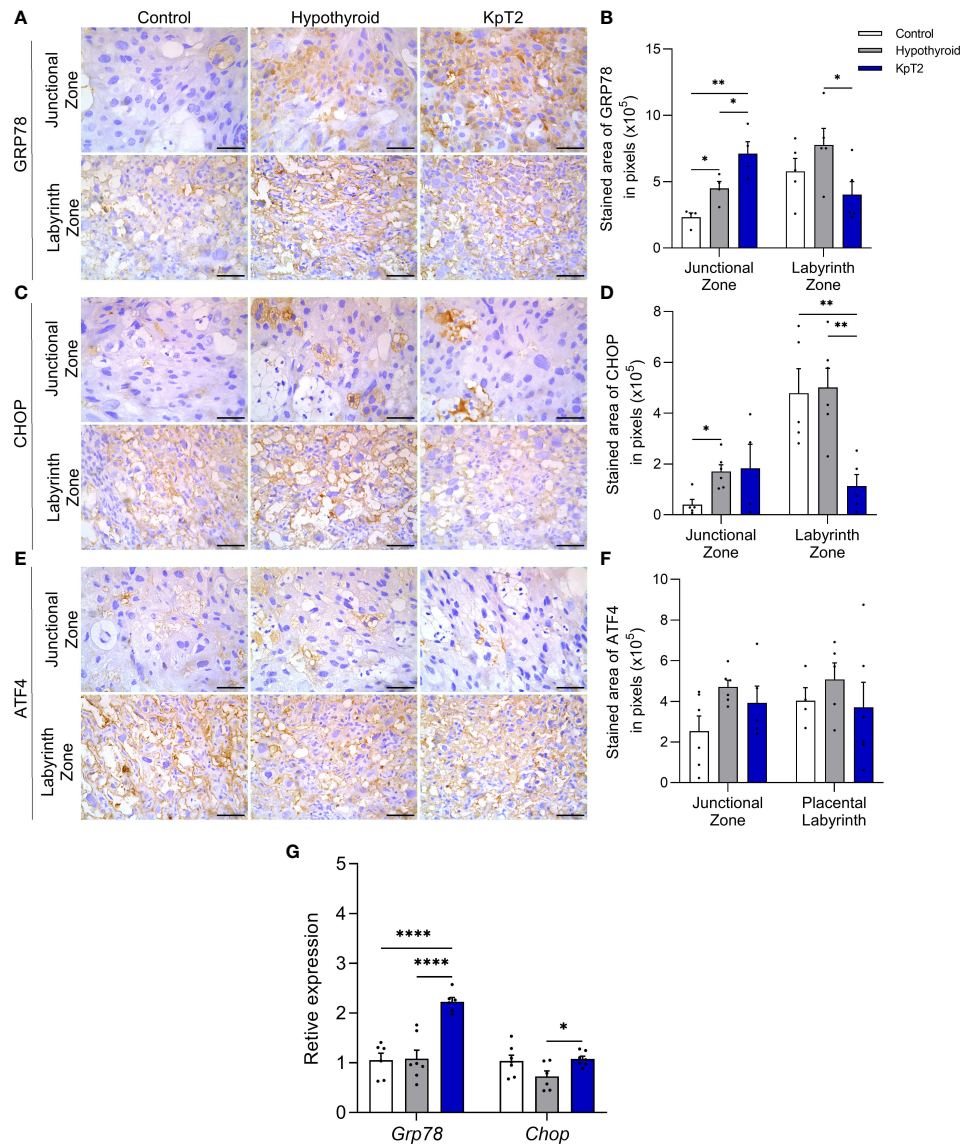 A
Control
Hypothyroid
KpT2
GRP78
Junctional
Zone
Labyrinth
Zone
B
Control
Hypothyroid
KpT2
Stained area of GRP78
in pixels (x10⁵)
15
10
5
0
**
*
*
*
Junctional
Zone
Labyrinth
Zone
C
CHOP
Junctional
Zone
Labyrinth
Zone
D
Stained area of CHOP
in pixels (x10⁵)
8
6
4
2
0
*
**
**
Junctional
Zone
Labyrinth
Zone
E
ATF4
Junctional
Zone
Labyrinth
Zone
F
Stained area of ATF4
in pixels (x10⁵)
10
8
6
4
2
0
Junctional
Zone
Placental
Labyrinth
G
Retive expression
5
4
3
2
1
0
****
****
*
Grp78
Chop